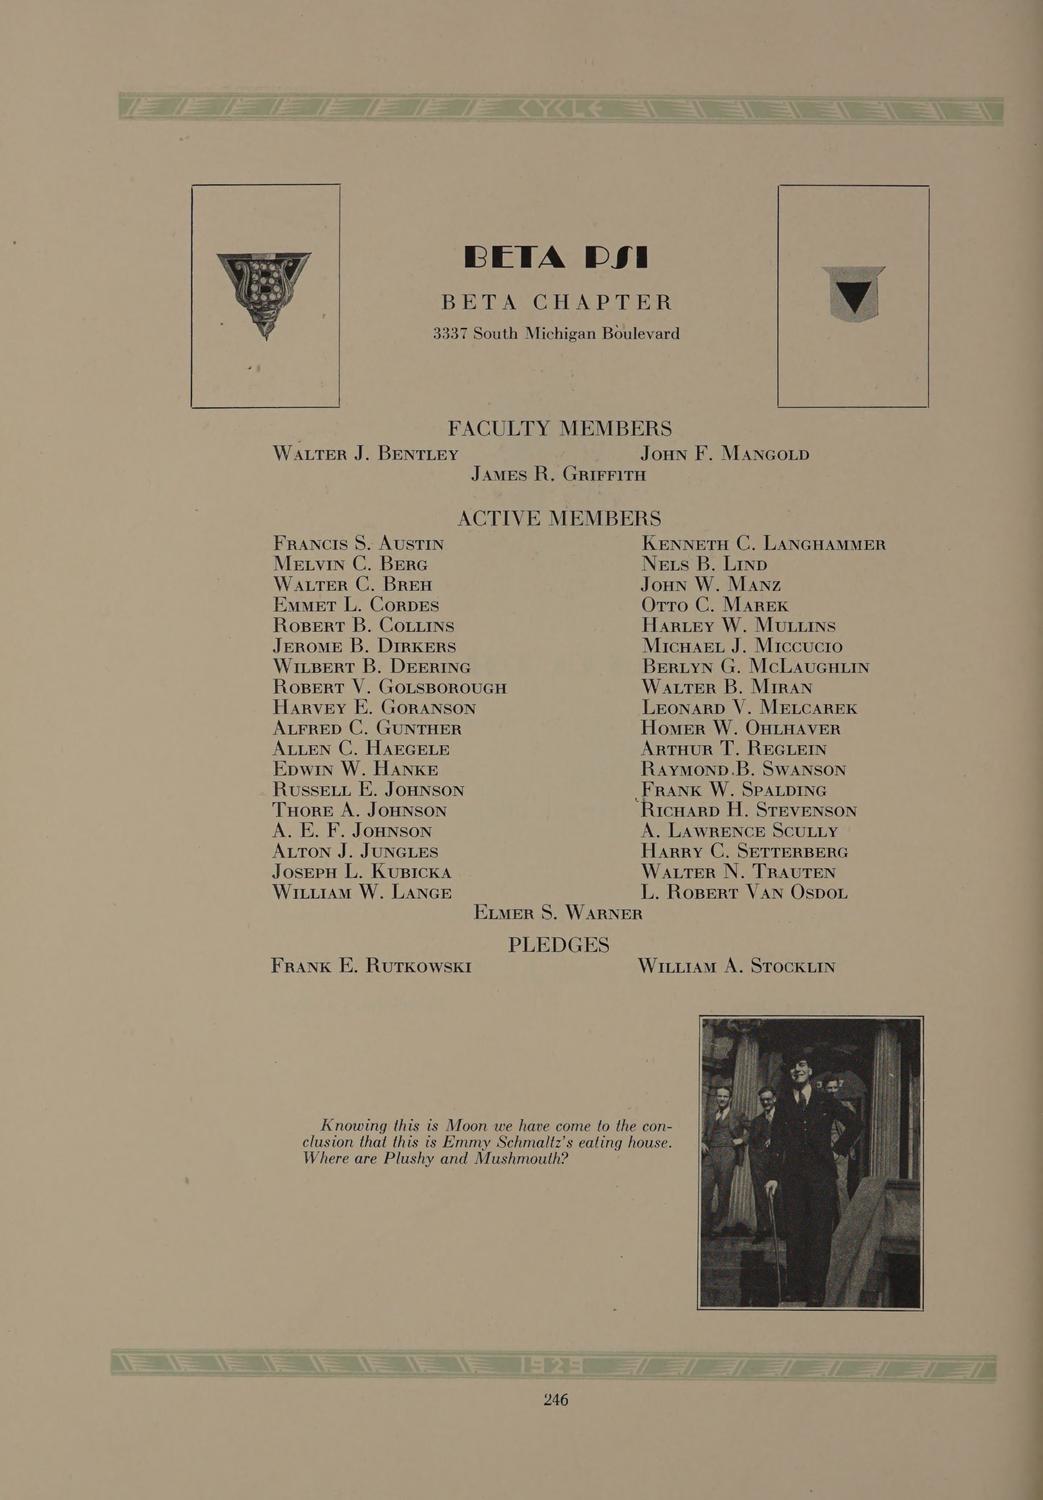 CYCLE
BETA PSI
BETA CHAPTER
3337 South Michigan Boulevard
FACULTY MEMBERS
Walter J. Bentley John F. Mangold
James R. Griffith
ACTIVE MEMBERS
Francis S. Austin Kenneth C. Langhammer
Melvin C. Berg Nels B. Lind
Walter C. Breh John W. Manz
Emmet L. Cordes Otto C. Marek
Robert B. Collins Harley W. Mullins
Jerome B. Dirkers Michael J. Miccucio
Wilbert B. Deering Berlyn G. McLaughlin
Robert V. Golsborough Walter B. Miran
Harvey E. Goranson Leonard V. Melcarek
Alfred C. Gunther Homer W. Ohlhaver
Allen C. Haegele Arthur T. Reglein
Edwin W. Hanke Raymond B. Swanson
Russell E. Johnson Frank W. Spalding
Thore A. Johnson Richard H. Stevenson
A. E. F. Johnson A. Lawrence Scully
Alton J. Jungles Harry C. Setterberg
Joseph L. Kubicka Walter N. Trauten
William W. Lange L. Robert Van Ospol
Elmer S. Warner
PLEDGES
Frank E. Rutkowski William A. Stocklin
Knowing this is Moon we have come to the con-
clusion that this is Emmy Schmaltz's eating house.
Where are Plushy and Mushmouth?
1929
246